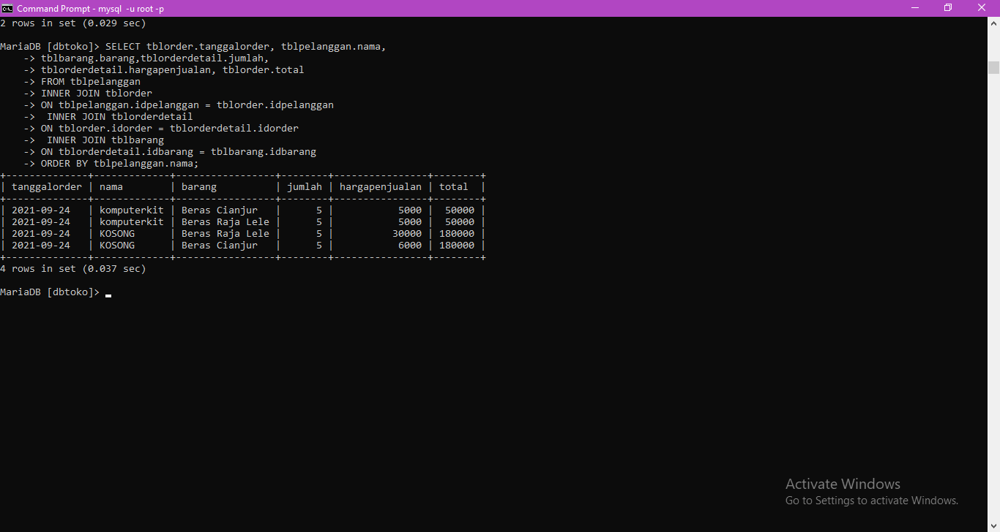 Command Prompt - mysql -u root -p
2 rows in set (0.029 sec)
MariaDB [dbtoko]> SELECT tblorder.tanggalorder, tblpelanggan.nama,
    -> tblbarang.barang,tblorderdetail.jumlah,
    -> tblorderdetail.hargapenjualan, tblorder.total
    -> FROM tblpelanggan
    -> INNER JOIN tblorder
    -> ON tblpelanggan.idpelanggan = tblorder.idpelanggan
    ->  INNER JOIN tblorderdetail
    -> ON tblorder.idorder = tblorderdetail.idorder
    ->  INNER JOIN tblbarang
    -> ON tblorderdetail.idbarang = tblbarang.idbarang
    -> ORDER BY tblpelanggan.nama;
+--------------+-------------+-----------------+--------+----------------+--------+
| tanggalorder | nama        | barang          | jumlah | hargapenjualan | total  |
+--------------+-------------+-----------------+--------+----------------+--------+
| 2021-09-24   | komputerkit | Beras Cianjur   |      5 |           5000 |  50000 |
| 2021-09-24   | komputerkit | Beras Raja Lele |      5 |           5000 |  50000 |
| 2021-09-24   | KOSONG      | Beras Raja Lele |      5 |          30000 | 180000 |
| 2021-09-24   | KOSONG      | Beras Cianjur   |      5 |           6000 | 180000 |
+--------------+-------------+-----------------+--------+----------------+--------+
4 rows in set (0.037 sec)
MariaDB [dbtoko]>
Activate Windows
Go to Settings to activate Windows.